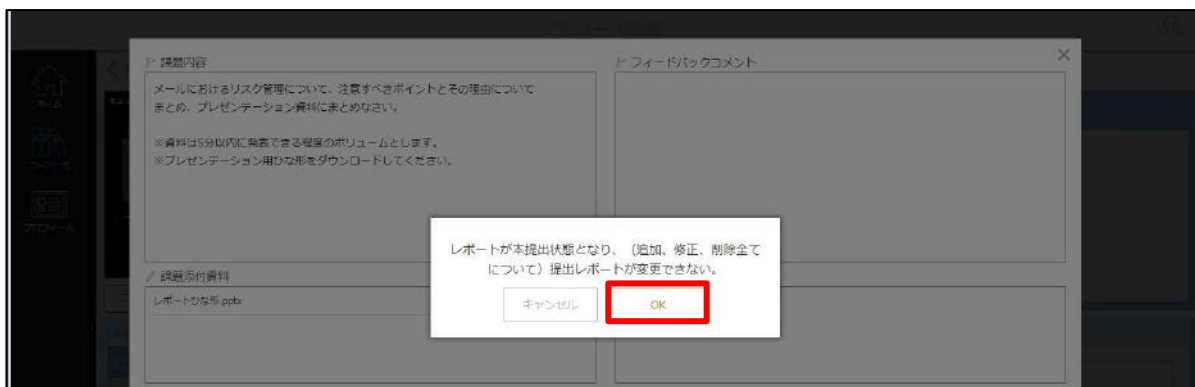 ホーム
プロフィール
課題内容
フィードバックコメント
メールにおけるリスク管理について、注意すべきポイントとその理由について
まとめ、プレゼンテーション資料にまとめなさい。
※資料は5分以内に発表できる程度のボリュームとします。
※プレゼンテーション用ひな形をダウンロードしてください。
レポートが本提出状態となり、（追加、修正、削除全て
について）提出レポートが変更できない。
キャンセル
OK
課題添付資料
レポートひな形.pptx